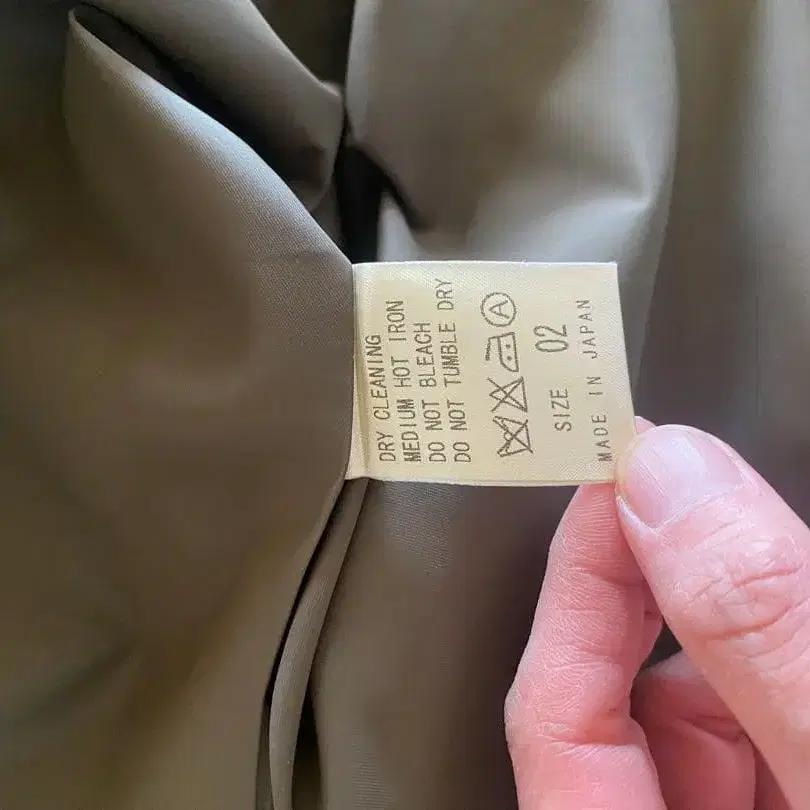 DRY CLEANING
MEDIUM HOT IRON
DO NOT BLEACH
DO NOT TUMBLE DRY
A
SIZE 02
MADE IN JAPAN